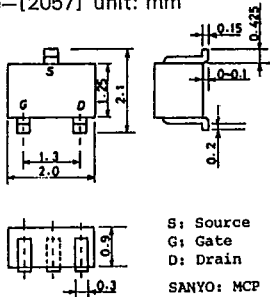 [2057] unit: mm
S
G D
1.25
2.1
1.3
2.0
0.15
0.425
0~0.1
0.2
0.9
0.3
S: Source
G: Gate
D: Drain
SANYO: MCP